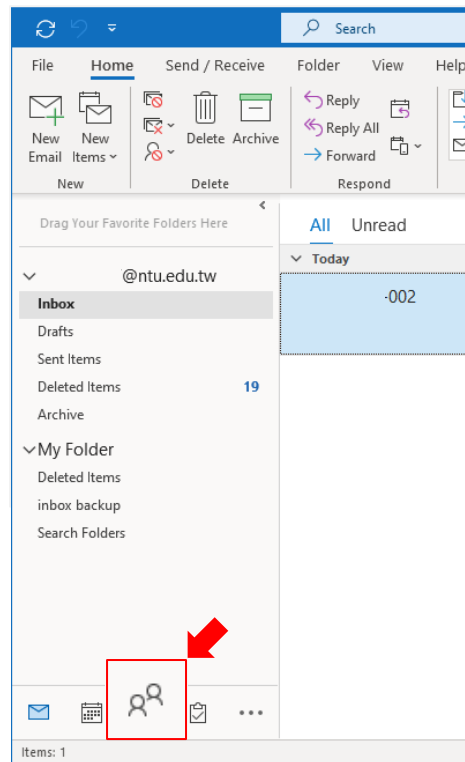 Search
File Home Send / Receive Folder View Help
New Email
New Items
Delete Archive
Reply
Reply All
Forward
New Delete Respond
Drag Your Favorite Folders Here
All Unread
Today
@ntu.edu.tw
-002
Inbox
Drafts
Sent Items
Deleted Items 19
Archive
My Folder
Deleted Items
inbox backup
Search Folders
Items: 1